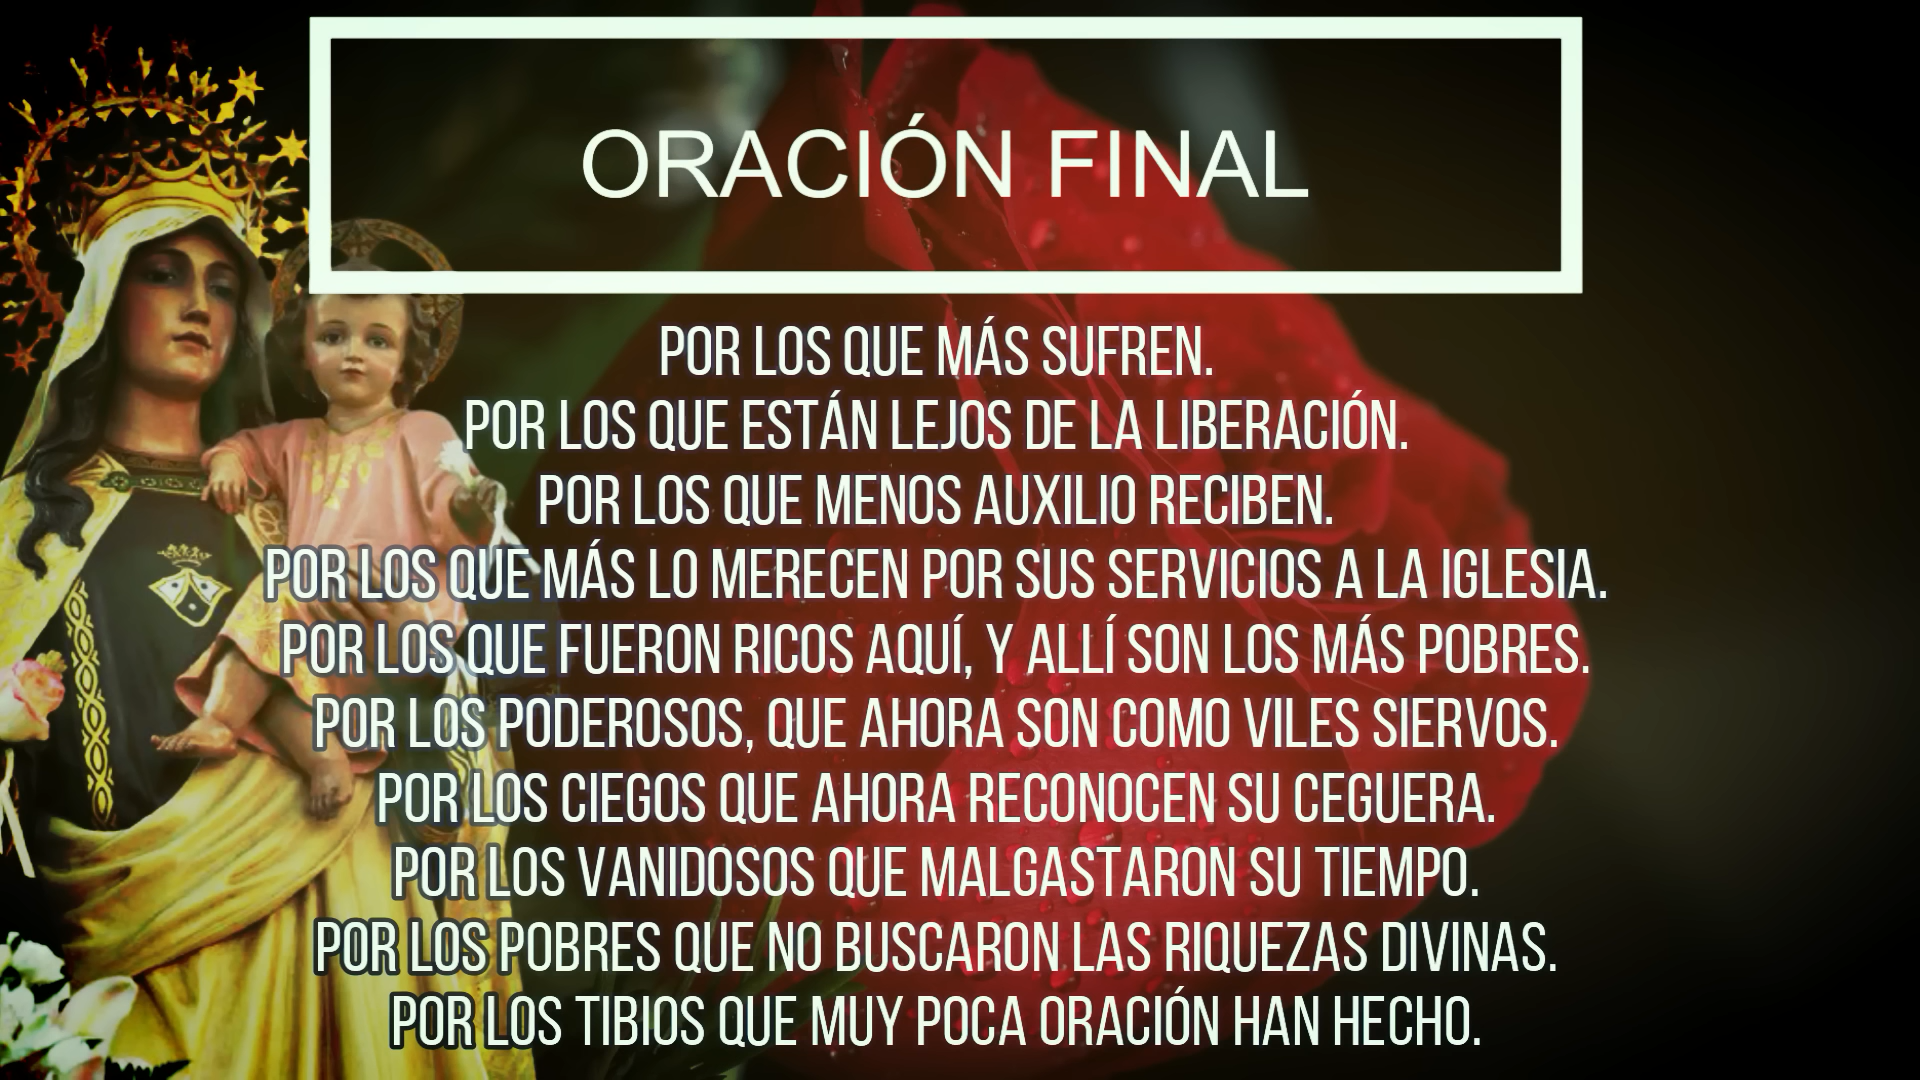 ORACIÓN FINAL
POR LOS QUE MÁS SUFREN.
POR LOS QUE ESTÁN LEJOS DE LA LIBERACIÓN.
POR LOS QUE MENOS AUXILIO RECIBEN.
POR LOS QUE MÁS LO MERECEN POR SUS SERVICIOS A LA IGLESIA.
POR LOS QUE FUERON RICOS AQUÍ, Y ALLÍ SON LOS MÁS POBRES.
POR LOS PODEROSOS, QUE AHORA SON COMO VILES SIERVOS.
POR LOS CIEGOS QUE AHORA RECONOCEN SU CEGUERA.
POR LOS VANIDOSOS QUE MALGASTARON SU TIEMPO.
POR LOS POBRES QUE NO BUSCARON LAS RIQUEZAS DIVINAS.
POR LOS TIBIOS QUE MUY POCA ORACIÓN HAN HECHO.